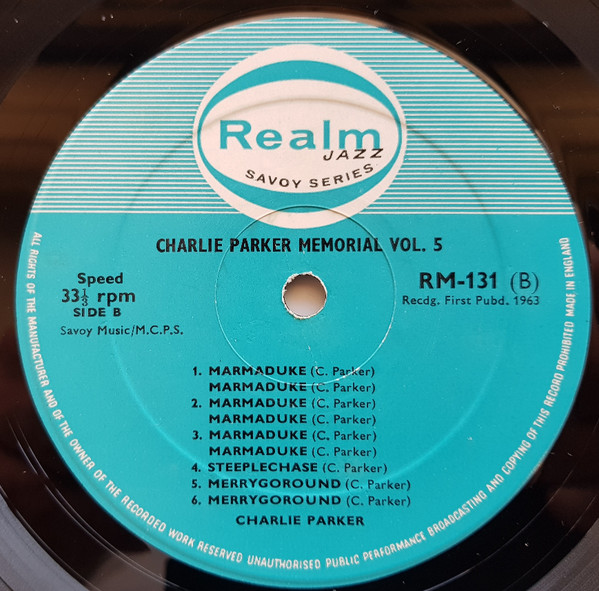 Realm
JAZZ
SAVOY SERIES
CHARLIE PARKER MEMORIAL VOL. 5
Speed
33⅓ rpm
SIDE B
Savoy Music/M.C.P.S.
RM-131 (B)
Recdg. First Pubd. 1963
1. MARMADUKE (C. Parker)
MARMADUKE (C. Parker)
2. MARMADUKE (C. Parker)
MARMADUKE (C. Parker)
3. MARMADUKE (C. Parker)
MARMADUKE (C. Parker)
4. STEEPLECHASE (C. Parker)
5. MERRYGOROUND (C. Parker)
6. MERRYGOROUND (C. Parker)
CHARLIE PARKER
ALL RIGHTS OF THE MANUFACTURER AND OF THE OWNER OF THE RECORDED WORK RESERVED UNAUTHORISED PUBLIC PERFORMANCE BROADCASTING AND COPYING OF THIS RECORD PROHIBITED MADE IN ENGLAND